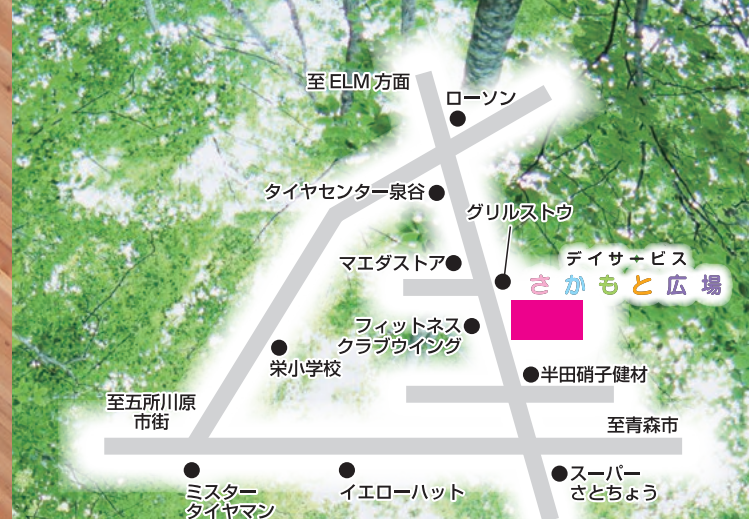 至ELM方面
ローソン
タイヤセンター泉谷
グリルストウ
マエダストア
デイサービス
さかもと広場
フィットネス
クラブウイング
栄小学校
半田硝子健材
至五所川原
市街
至青森市
ミスター
タイヤマン
イエローハット
スーパー
さとちょう